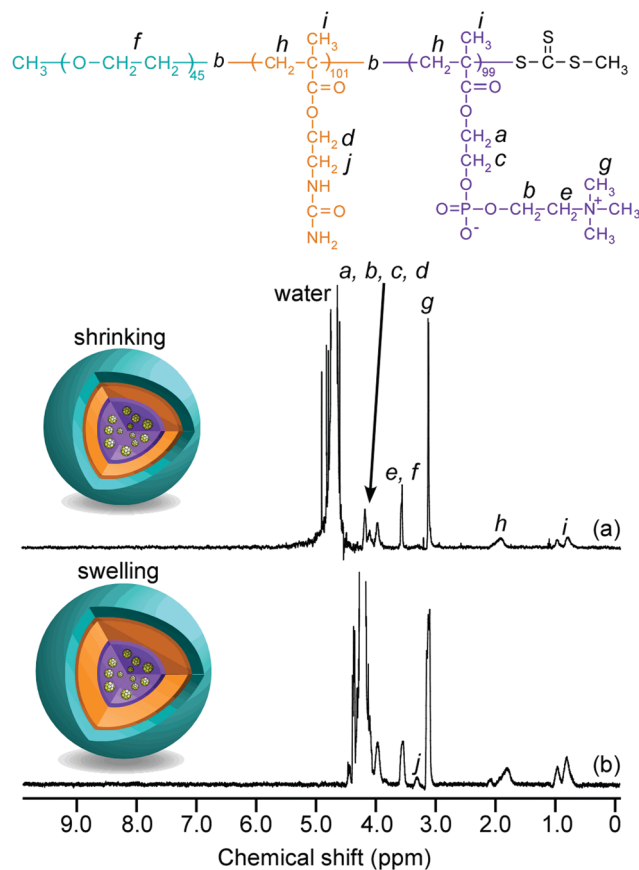 f
i
i
h
h
CH₃
CH₃
S
CH₃—(O—CH₂—CH₂)₄₅—b—(CH₂—C)₁₀₁—b—(CH₂—C)₉₉—S—C—S—CH₃
C=O
C=O
O
O
CH₂ d
CH₂ a
CH₂ j
CH₂ c
NH
O
g
b
e
CH₃
C=O
O=P—O—CH₂—CH₂—N⁺—CH₃
NH₂
O⁻
CH₃
a, b, c, d
water
g
shrinking
e, f
h
i
(a)
swelling
j
(b)
9.0 8.0 7.0 6.0 5.0 4.0 3.0 2.0 1.0 0
Chemical shift (ppm)